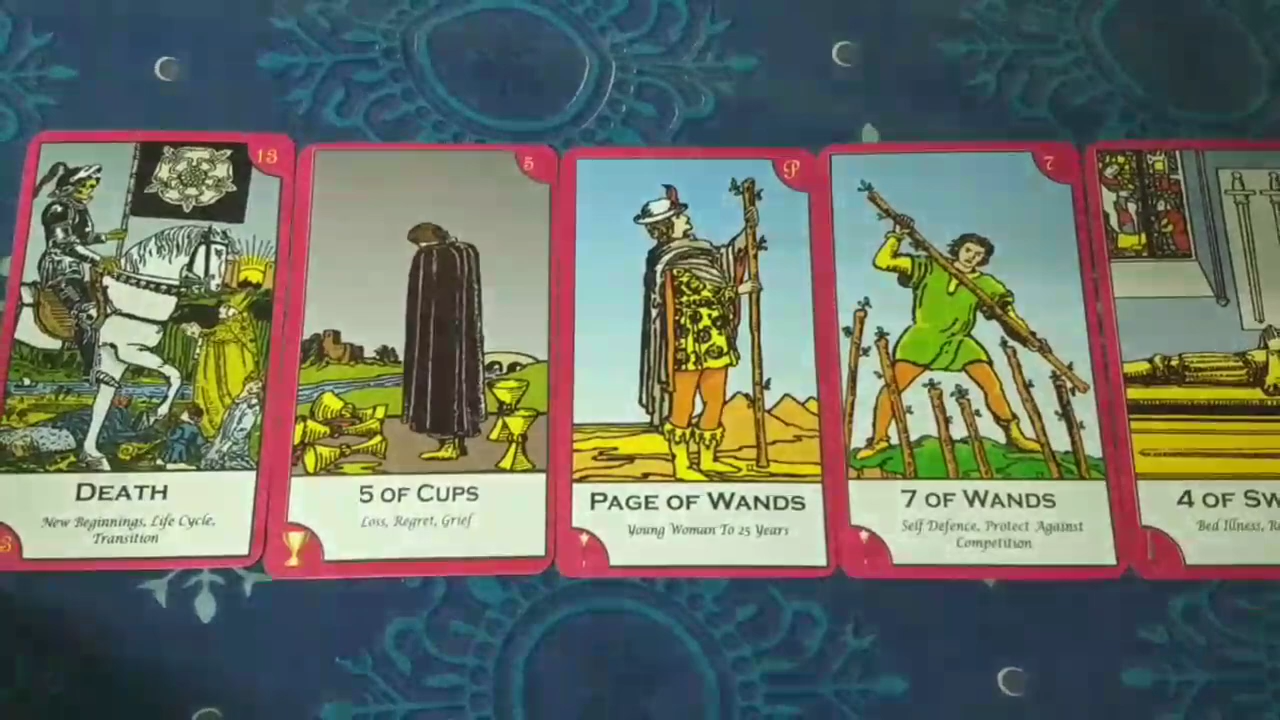 13
DEATH
New Beginnings, Life Cycle,
Transition
3
5
5 OF CUPS
Loss, Regret, Grief
P
PAGE OF WANDS
Young Woman To 25 Years
7
7 OF WANDS
Self Defence, Protect Against
Competition
4 OF SW
Bed Illness, R